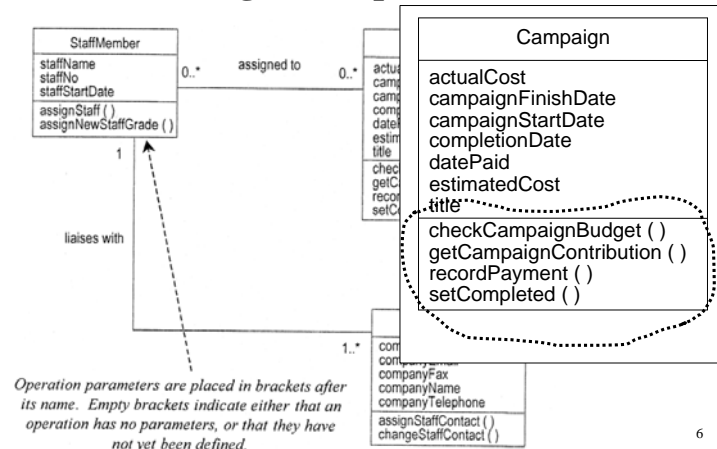 StaffMember
staffName
staffNo
staffStartDate
assignStaff ( )
assignNewStaffGrade ( )
0..*
assigned to
0..*
1
liaises with
1..*
title
Campaign
actualCost
campaignFinishDate
campaignStartDate
completionDate
datePaid
estimatedCost
title
checkCampaignBudget ( )
getCampaignContribution ( )
recordPayment ( )
setCompleted ( )
companyFax
companyName
companyTelephone
assignStaffContact ( )
changeStaffContact ( )
Operation parameters are placed in brackets after
its name. Empty brackets indicate either that an
operation has no parameters, or that they have
not yet been defined.
6